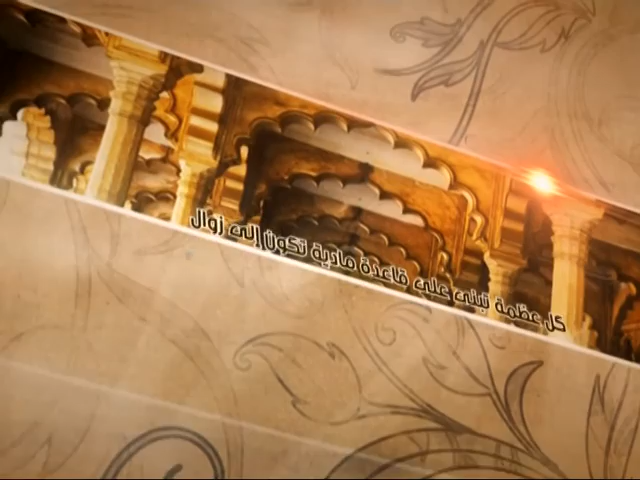 كل عظمة تبنى على قاعدة مادية تكون إلى زوال